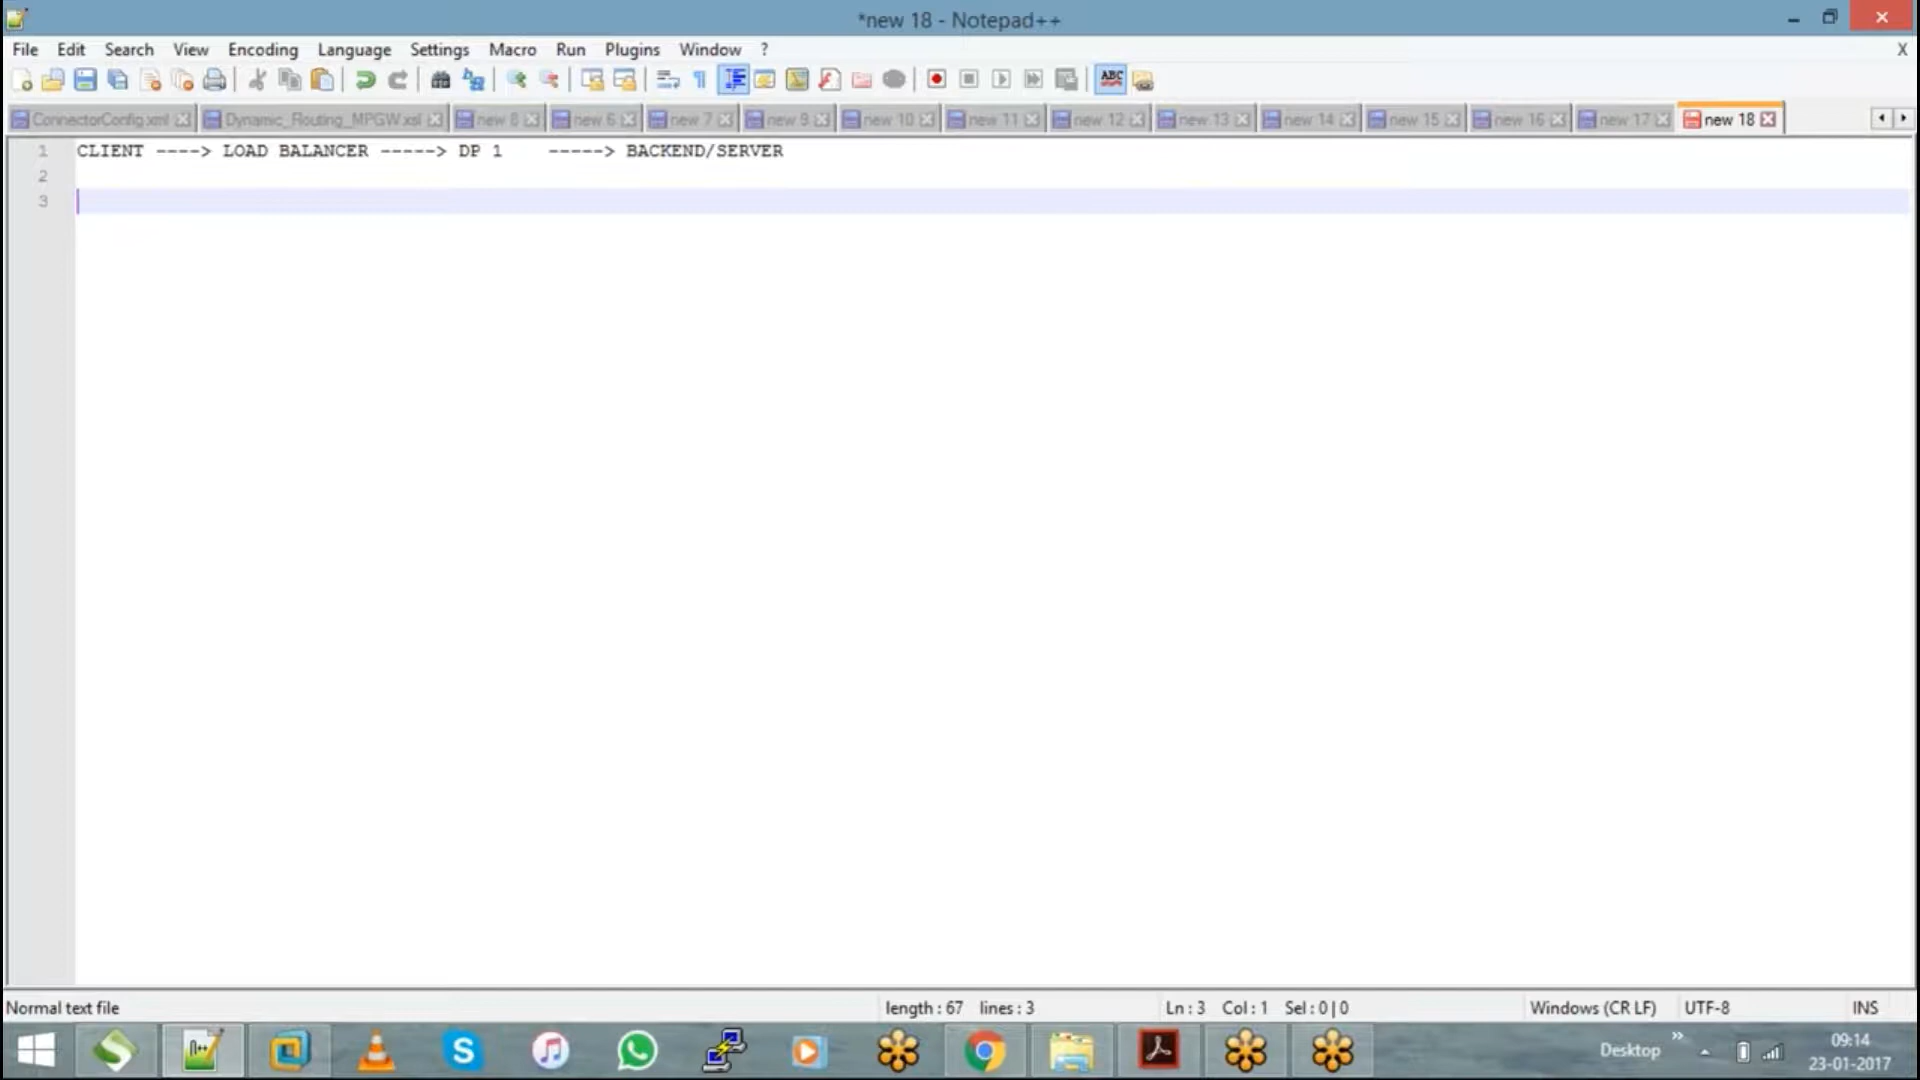 *new 18 - Notepad++
File Edit Search View Encoding Language Settings Macro Run Plugins Window ? X
ABC
ConnectorConfig.xml Dynamic_Routing_MPGW.xsl new 8 new 6 new 7 new 9 new 10 new 11 new 12 new 13 new 14 new 15 new 16 new 17 new 18
1 CLIENT ----> LOAD BALANCER -----> DP 1    -----> BACKEND/SERVER
2
3
Normal text file length : 67 lines : 3 Ln : 3 Col : 1 Sel : 0 | 0 Windows (CR LF) UTF-8 INS
Desktop 09:14
23-01-2017